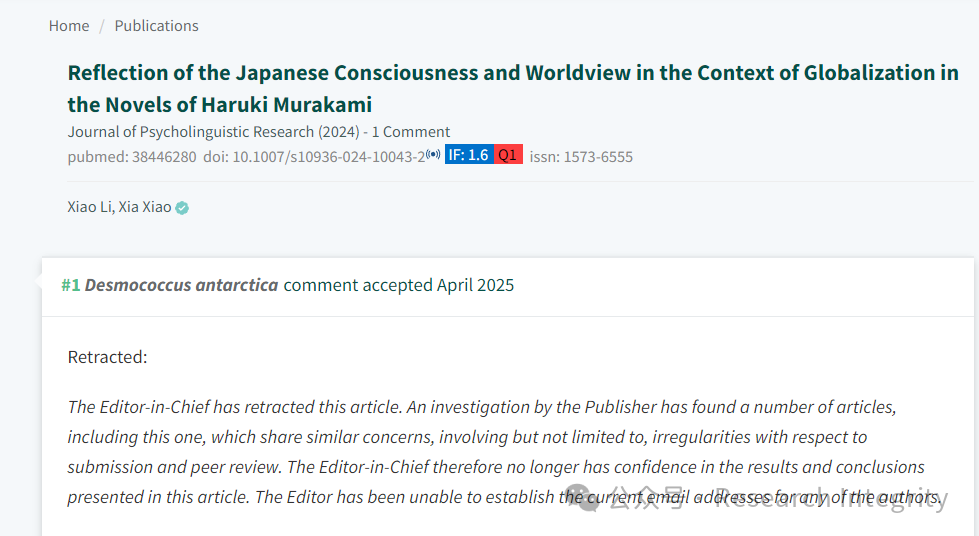 Home / Publications
Reflection of the Japanese Consciousness and Worldview in the Context of Globalization in
the Novels of Haruki Murakami
Journal of Psycholinguistic Research (2024) - 1 Comment
pubmed: 38446280 doi: 10.1007/s10936-024-10043-2 IF: 1.6 Q1 issn: 1573-6555
Xiao Li, Xia Xiao
#1 Desmococcus antarctica comment accepted April 2025
Retracted:
The Editor-in-Chief has retracted this article. An investigation by the Publisher has found a number of articles,
including this one, which share similar concerns, involving but not limited to, irregularities with respect to
submission and peer review. The Editor-in-Chief therefore no longer has confidence in the results and conclusions
presented in this article. The Editor has been unable to establish the current email addresses for any of the authors.
公众号 · Research Integrity